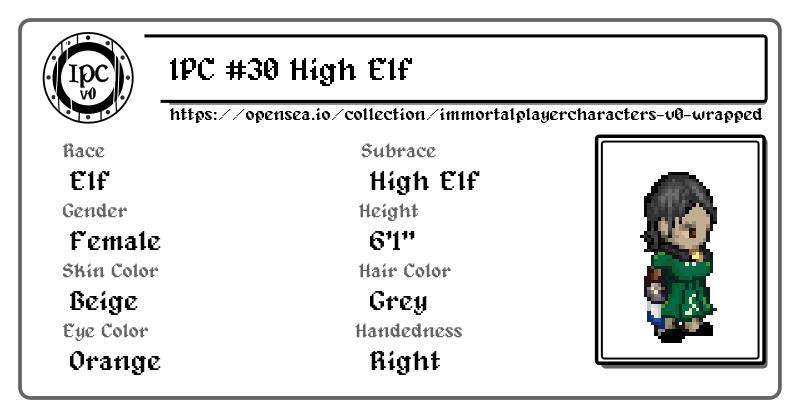 IPC v0
IPC #30 High Elf
https://opensea.io/collection/immortalplayercharacters-v0-wrapped
Race
Subrace
Elf
High Elf
Gender
Height
Female
6'1"
Skin Color
Hair Color
Beige
Grey
Eye Color
Handedness
Orange
Right